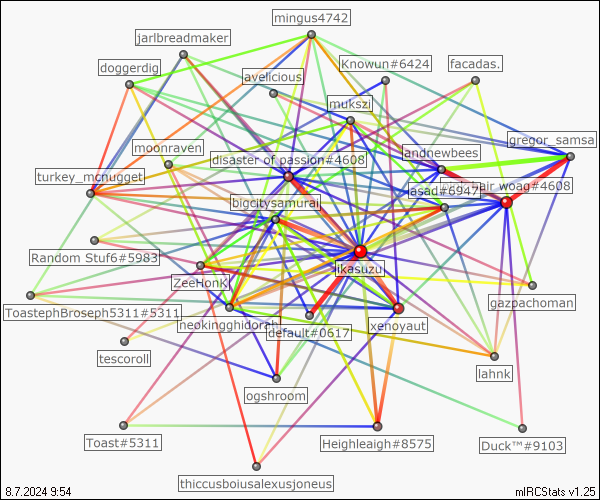 mingus4742
jarlbreadmaker
Knowun#6424
facadas.
doggerdig
avelicious
mukszi
gregor_samsa
moonraven
andnewbees
disaster of passion#4608
turkey_mcnugget
asad#6947
air woag#4608
bigcitysamurai
Random Stuf6#5983
ikasuzu
ZeeHonK
gazpachoman
ToastephBroseph5311#5311
neokingghidorah
default#0617
xenoyaut
tescoroll
lahnk
ogshroom
Toast#5311
Heighleaigh#8575
Duck™#9103
thiccusboiusalexusjoneus
8.7.2024 9:54
mIRCStats v1.25